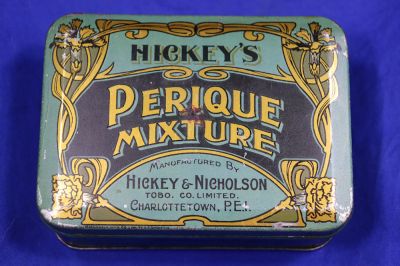 HICKEY'S
PERIQUE
MIXTURE
MANUFACTURED BY
HICKEY & NICHOLSON
TOBO. CO. LIMITED.
CHARLOTTETOWN, P.E.I.